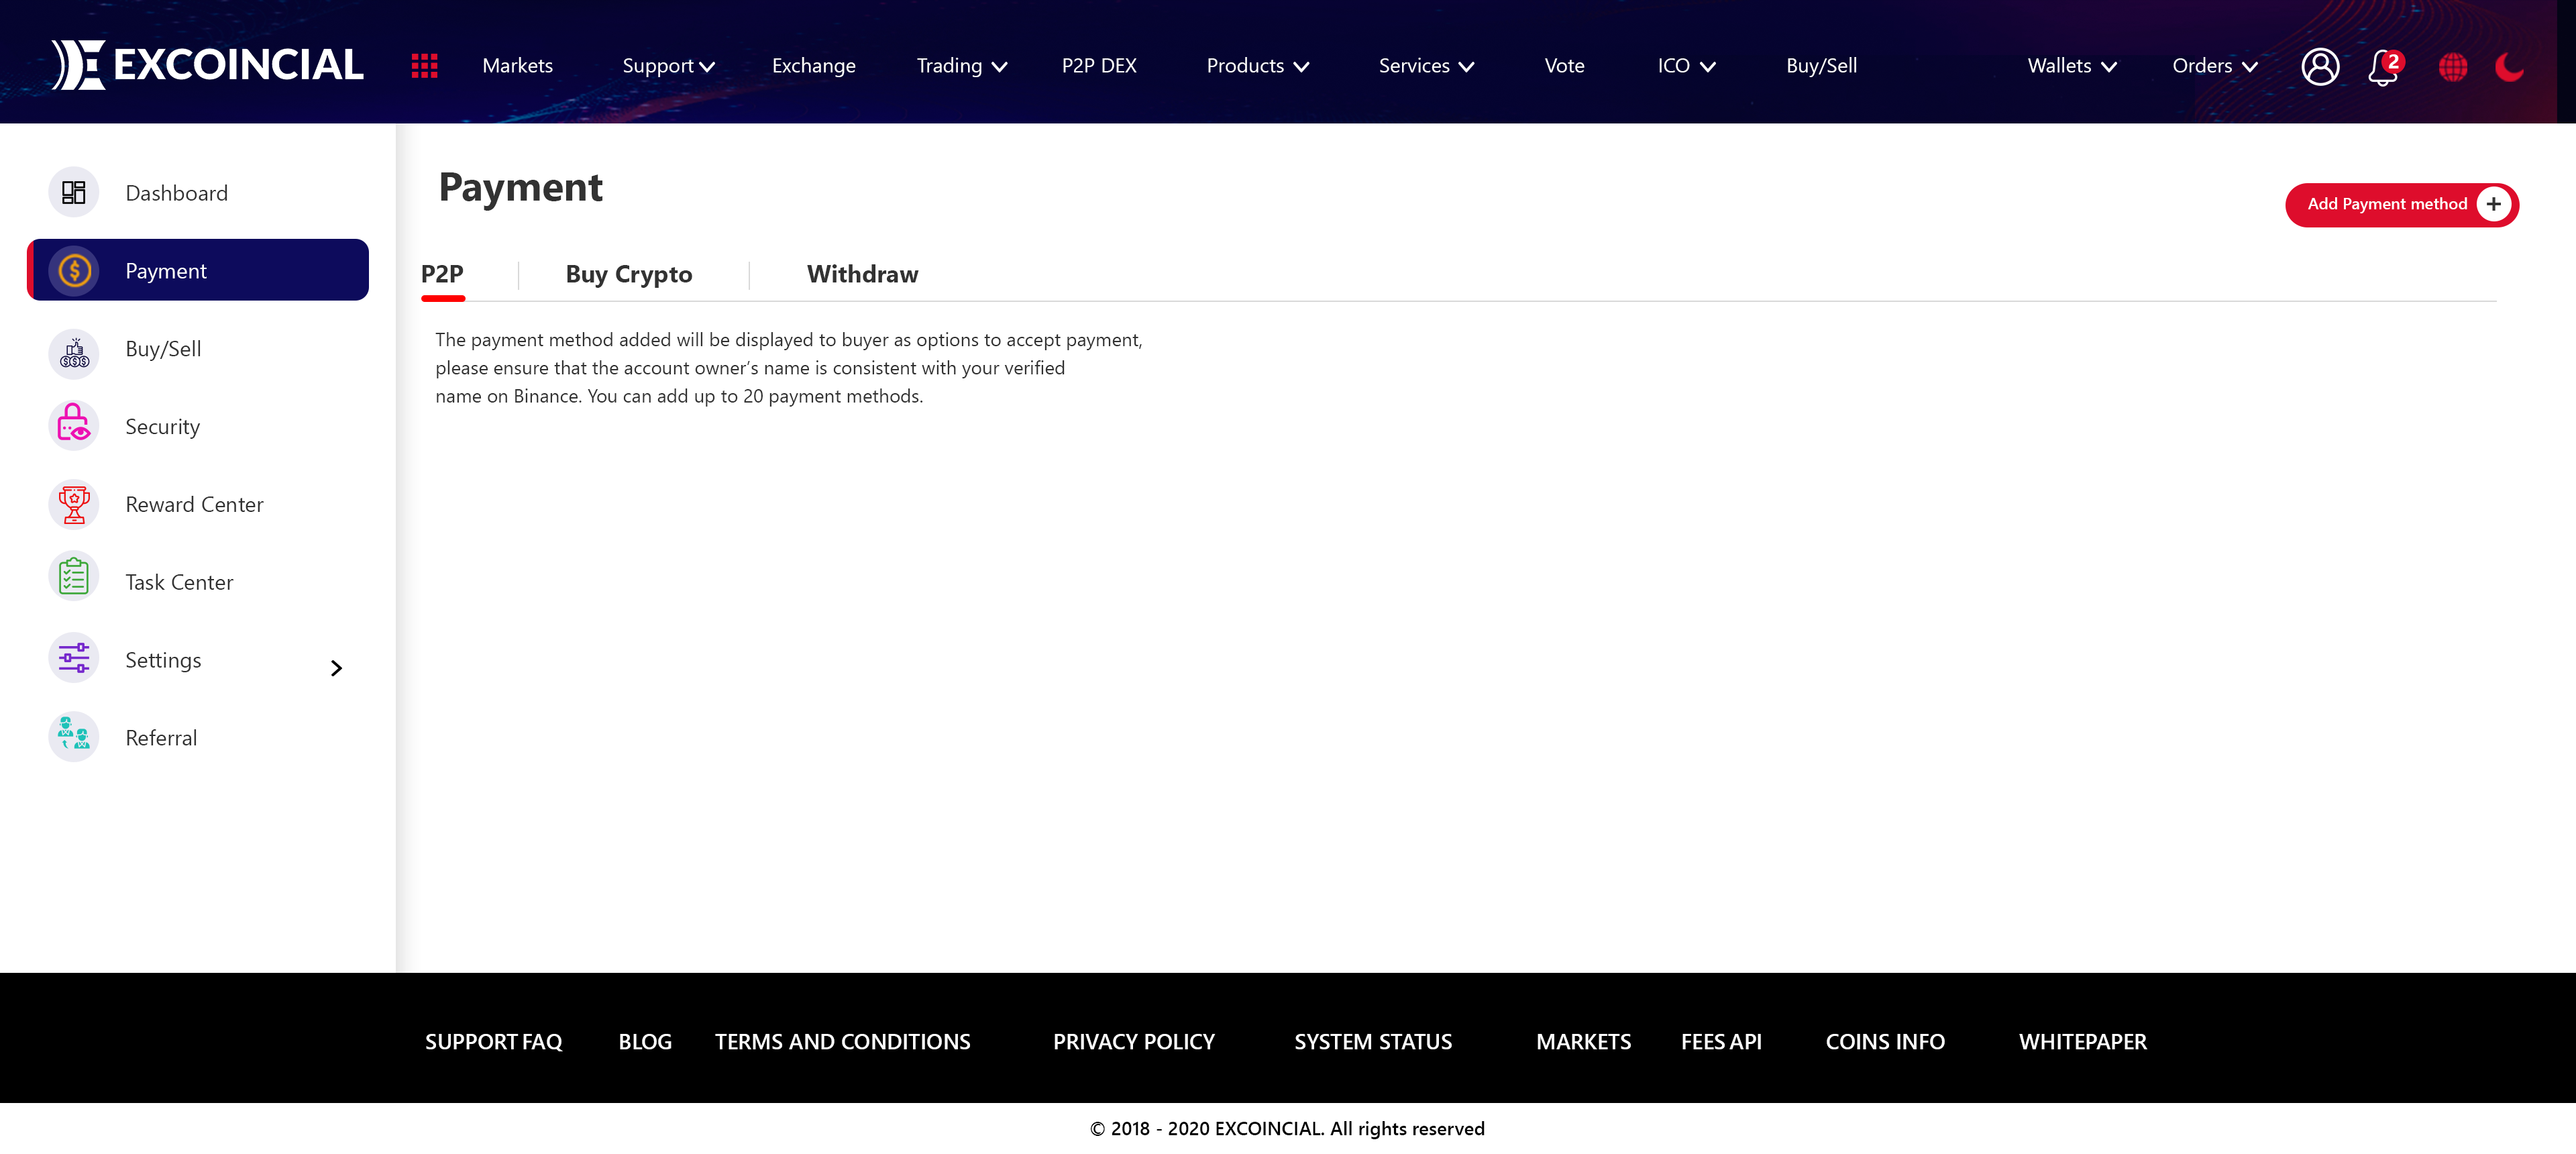 EXCOINCIAL
Markets Support Exchange Trading P2P DEX Products Services Vote ICO Buy/Sell Wallets Orders 2
Dashboard
Payment
Buy/Sell
Security
Reward Center
Task Center
Settings
Referral
Payment
Add Payment method +
P2P Buy Crypto Withdraw
The payment method added will be displayed to buyer as options to accept payment,
please ensure that the account owner’s name is consistent with your verified
name on Binance. You can add up to 20 payment methods.
SUPPORT FAQ BLOG TERMS AND CONDITIONS PRIVACY POLICY SYSTEM STATUS MARKETS FEES API COINS INFO WHITEPAPER
© 2018 - 2020 EXCOINCIAL. All rights reserved